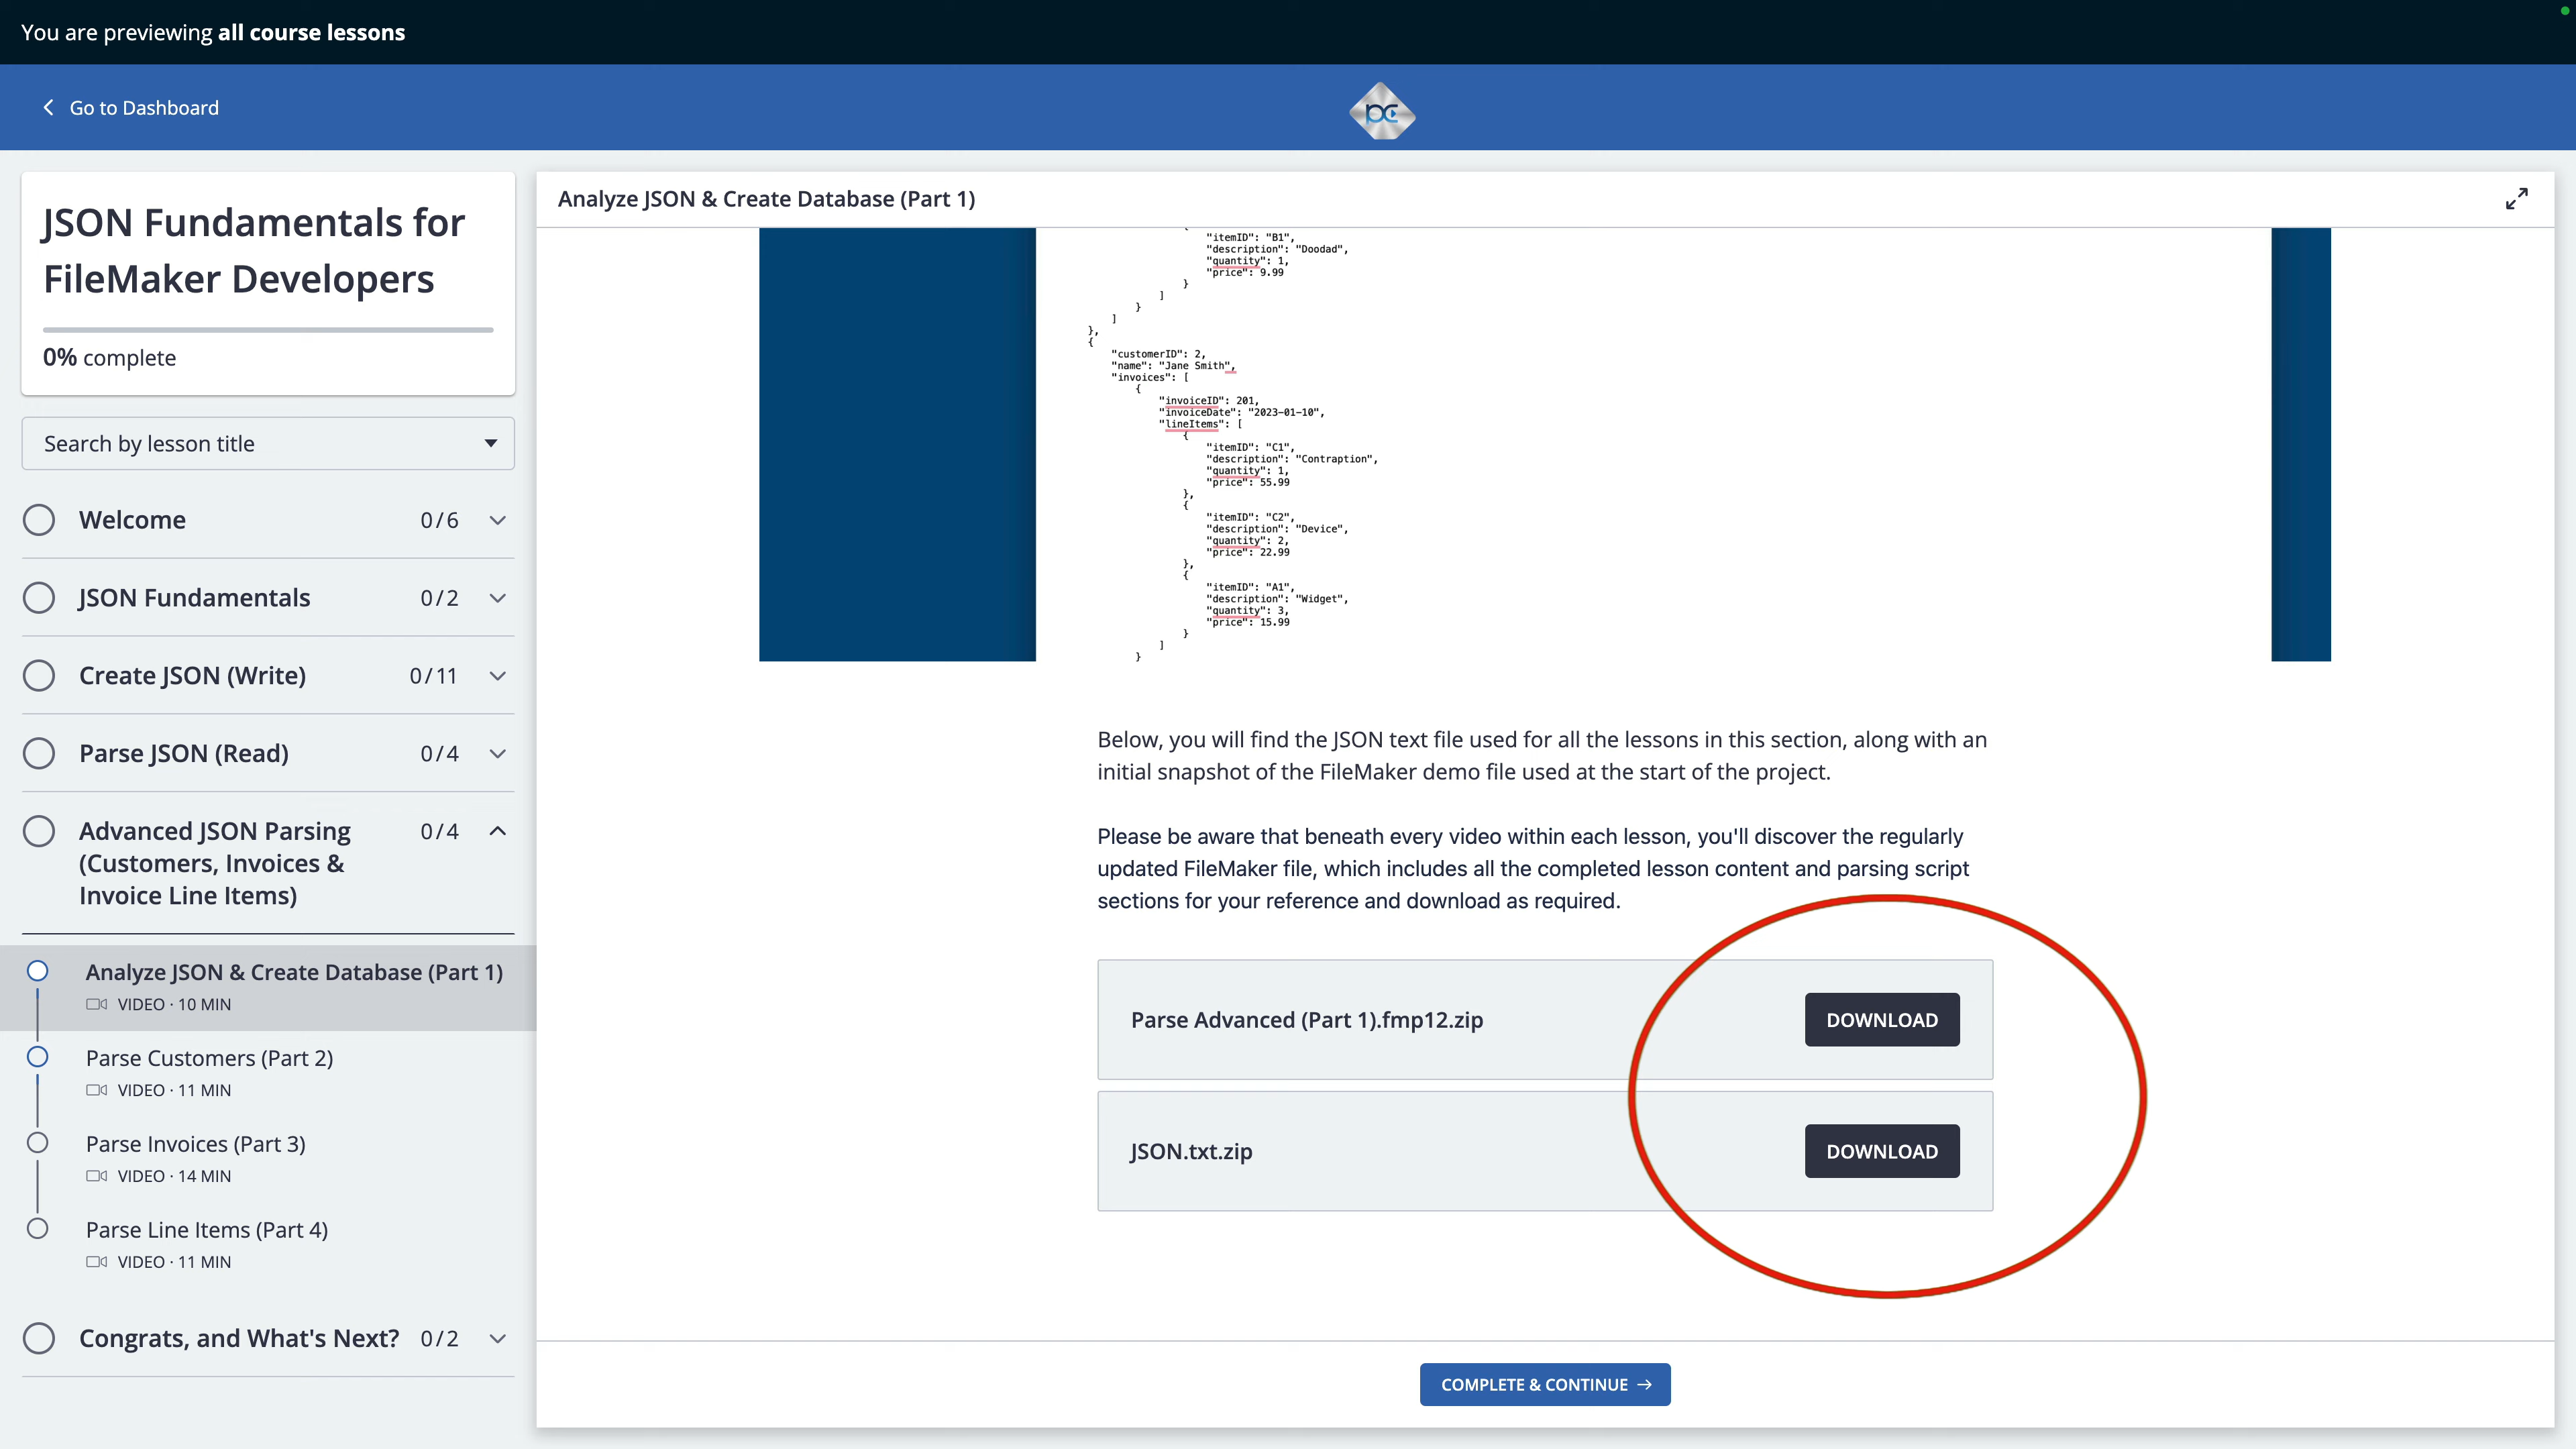 You are previewing all course lessons
Go to Dashboard
pc
JSON Fundamentals for
FileMaker Developers
0% complete
Search by lesson title
Welcome 0/6
JSON Fundamentals 0/2
Create JSON (Write) 0/11
Parse JSON (Read) 0/4
Advanced JSON Parsing 0/4
(Customers, Invoices &
Invoice Line Items)
Analyze JSON & Create Database (Part 1)
VIDEO · 10 MIN
Parse Customers (Part 2)
VIDEO · 11 MIN
Parse Invoices (Part 3)
VIDEO · 14 MIN
Parse Line Items (Part 4)
VIDEO · 11 MIN
Congrats, and What's Next? 0/2
Analyze JSON & Create Database (Part 1)
"itemID": "B1",
"description": "Doodad",
"quantity": 1,
"price": 9.99
}
]
}
]
},
{
"customerID": 2,
"name": "Jane Smith",
"invoices": [
{
"invoiceID": 201,
"invoiceDate": "2023-01-10",
"lineItems": [
{
"itemID": "C1",
"description": "Contraption",
"quantity": 1,
"price": 55.99
},
{
"itemID": "C2",
"description": "Device",
"quantity": 2,
"price": 22.99
},
{
"itemID": "A1",
"description": "Widget",
"quantity": 3,
"price": 15.99
}
]
}
Below, you will find the JSON text file used for all the lessons in this section, along with an
initial snapshot of the FileMaker demo file used at the start of the project.
Please be aware that beneath every video within each lesson, you'll discover the regularly
updated FileMaker file, which includes all the completed lesson content and parsing script
sections for your reference and download as required.
Parse Advanced (Part 1).fmp12.zip DOWNLOAD
JSON.txt.zip DOWNLOAD
COMPLETE & CONTINUE →